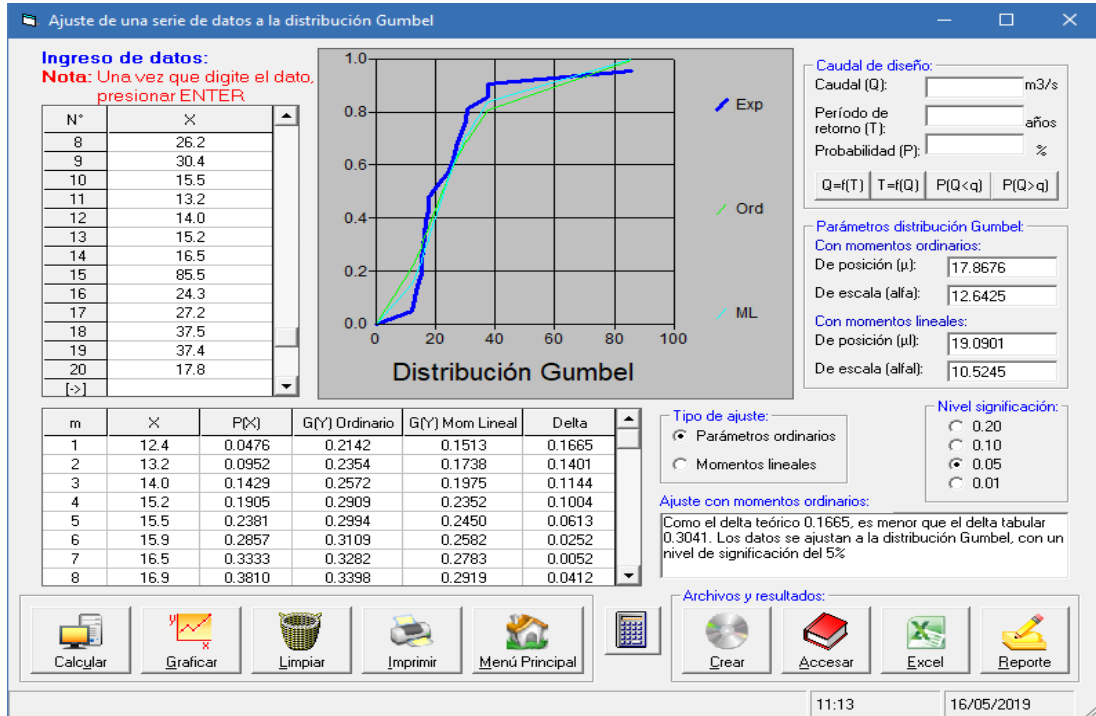 Ajuste de una serie de datos a la distribución Gumbel
Ingreso de datos:
Nota: Una vez que digite el dato,
presionar ENTER
N° X
8 26.2
9 30.4
10 15.5
11 13.2
12 14.0
13 15.2
14 16.5
15 85.5
16 24.3
17 27.2
18 37.5
19 37.4
20 17.8
[->]
1.0
0.8
0.6
0.4
0.2
0.0
0 20 40 60 80 100
Exp
Ord
ML
Distribución Gumbel
Caudal de diseño:
Caudal (Q): m3/s
Período de
retorno (T): años
Probabilidad (P): %
Q=f(T) T=f(Q) P(Q<q) P(Q>q)
Parámetros distribución Gumbel:
Con momentos ordinarios:
De posición (µ): 17.8676
De escala (alfa): 12.6425
Con momentos lineales:
De posición (µl): 19.0901
De escala (alfal): 10.5245
m X P(X) G(Y) Ordinario G(Y) Mom Lineal Delta
1 12.4 0.0476 0.2142 0.1513 0.1665
2 13.2 0.0952 0.2354 0.1738 0.1401
3 14.0 0.1429 0.2572 0.1975 0.1144
4 15.2 0.1905 0.2909 0.2352 0.1004
5 15.5 0.2381 0.2994 0.2450 0.0613
6 15.9 0.2857 0.3109 0.2582 0.0252
7 16.5 0.3333 0.3282 0.2783 0.0052
8 16.9 0.3810 0.3398 0.2919 0.0412
Tipo de ajuste:
Parámetros ordinarios
Momentos lineales
Nivel significación:
0.20
0.10
0.05
0.01
Ajuste con momentos ordinarios:
Como el delta teórico 0.1665, es menor que el delta tabular
0.3041. Los datos se ajustan a la distribución Gumbel, con un
nivel de significación del 5%
y
x
Calcular Graficar Limpiar Imprimir Menú Principal
Archivos y resultados:
Crear Accesar Excel Reporte
11:13 16/05/2019